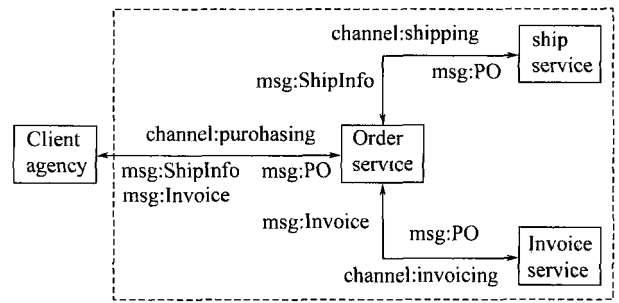 channel:shipping
ship
service
msg:ShipInfo
msg:PO
Client
agency
channel:purohasing
Order
service
msg:ShipInfo
msg:PO
msg:Invoice
msg:Invoice
msg:PO
Invoice
service
channel:invoicing